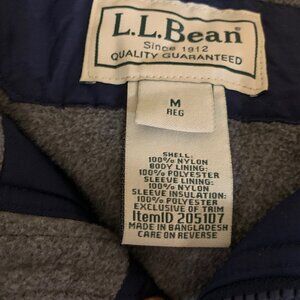 L.L.Bean
Since 1912
QUALITY GUARANTEED
M
REG
SHELL:
100% NYLON
BODY LINING:
100% POLYESTER
SLEEVE LINING:
100% NYLON
SLEEVE INSULATION:
100% POLYESTER
EXCLUSIVE OF TRIM
ItemID 205107
MADE IN BANGLADESH
CARE ON REVERSE